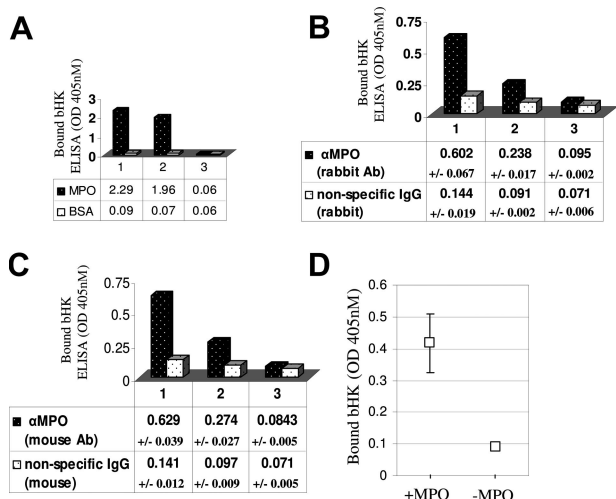 A
Bound bHK
ELISA (OD 405nM)
3
2
1
0
1 2 3
MPO 2.29 1.96 0.06
BSA 0.09 0.07 0.06
B
Bound bHK
ELISA (OD 405nM)
0.75
0.5
0.25
0
1 2 3
αMPO 0.602 0.238 0.095
(rabbit Ab) +/- 0.067 +/- 0.017 +/- 0.002
non-specific IgG 0.144 0.091 0.071
(rabbit) +/- 0.019 +/- 0.002 +/- 0.006
C
Bound bHK
ELISA (OD 405nM)
0.75
0.5
0.25
0
1 2 3
αMPO 0.629 0.274 0.0843
(mouse Ab) +/- 0.039 +/- 0.027 +/- 0.005
non-specific IgG 0.141 0.097 0.071
(mouse) +/- 0.012 +/- 0.009 +/- 0.005
D
Bound bHK (OD 405nM)
0.6
0.5
0.4
0.3
0.2
0.1
0
+MPO -MPO